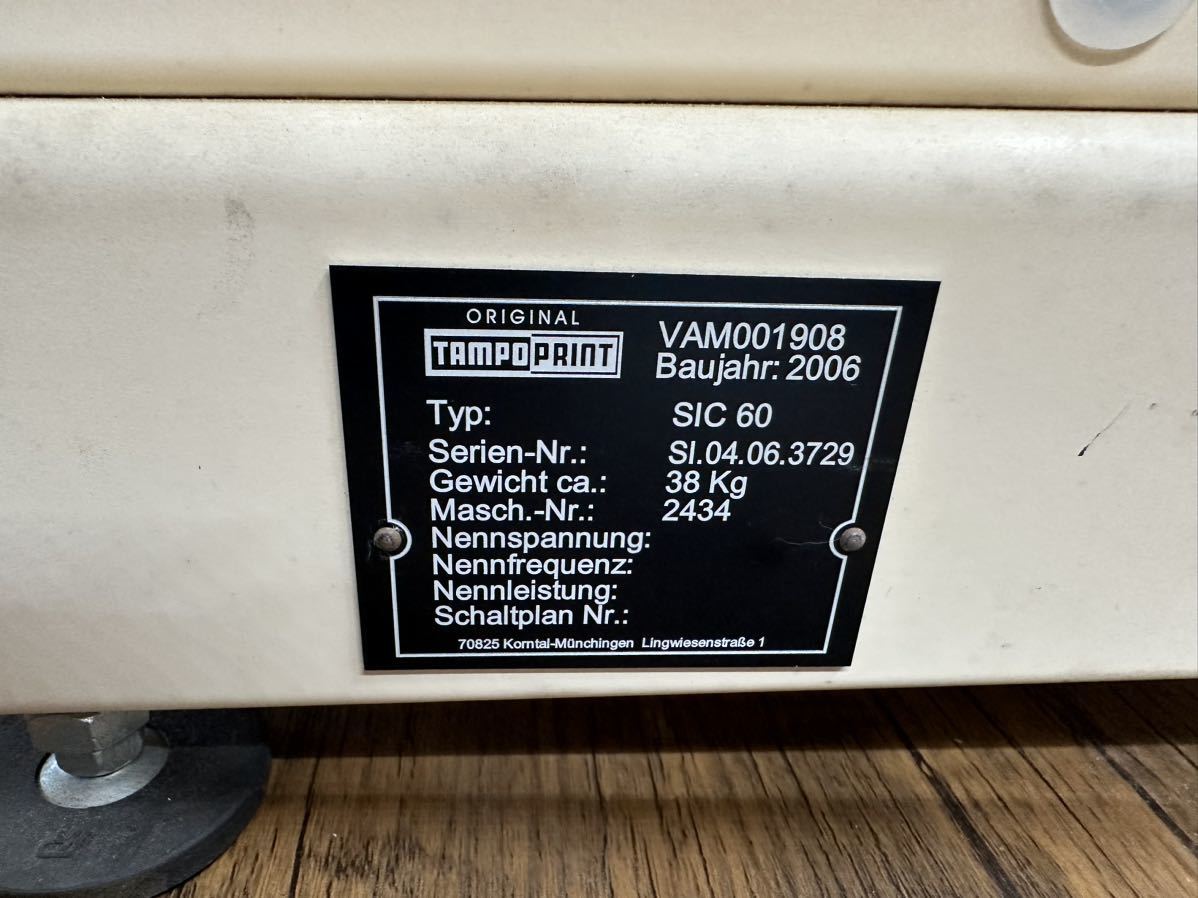 ORIGINAL
TAMPOPRINT
VAM001908
Baujahr: 2006
Typ: SIC 60
Serien-Nr.: SI.04.06.3729
Gewicht ca.: 38 Kg
Masch.-Nr.: 2434
Nennspannung:
Nennfrequenz:
Nennleistung:
Schaltplan Nr.:
70825 Korntal-Münchingen Lingwiesenstraße 1